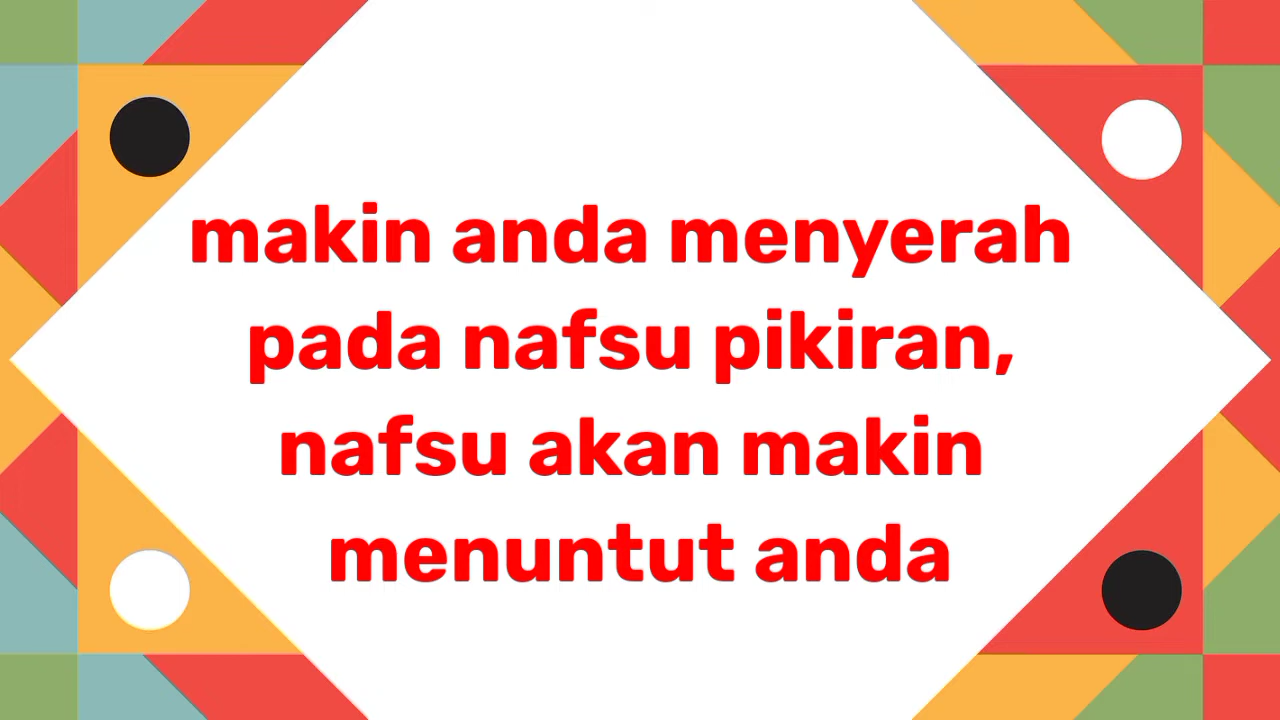 makin anda menyerah
pada nafsu pikiran,
nafsu akan makin
menuntut anda